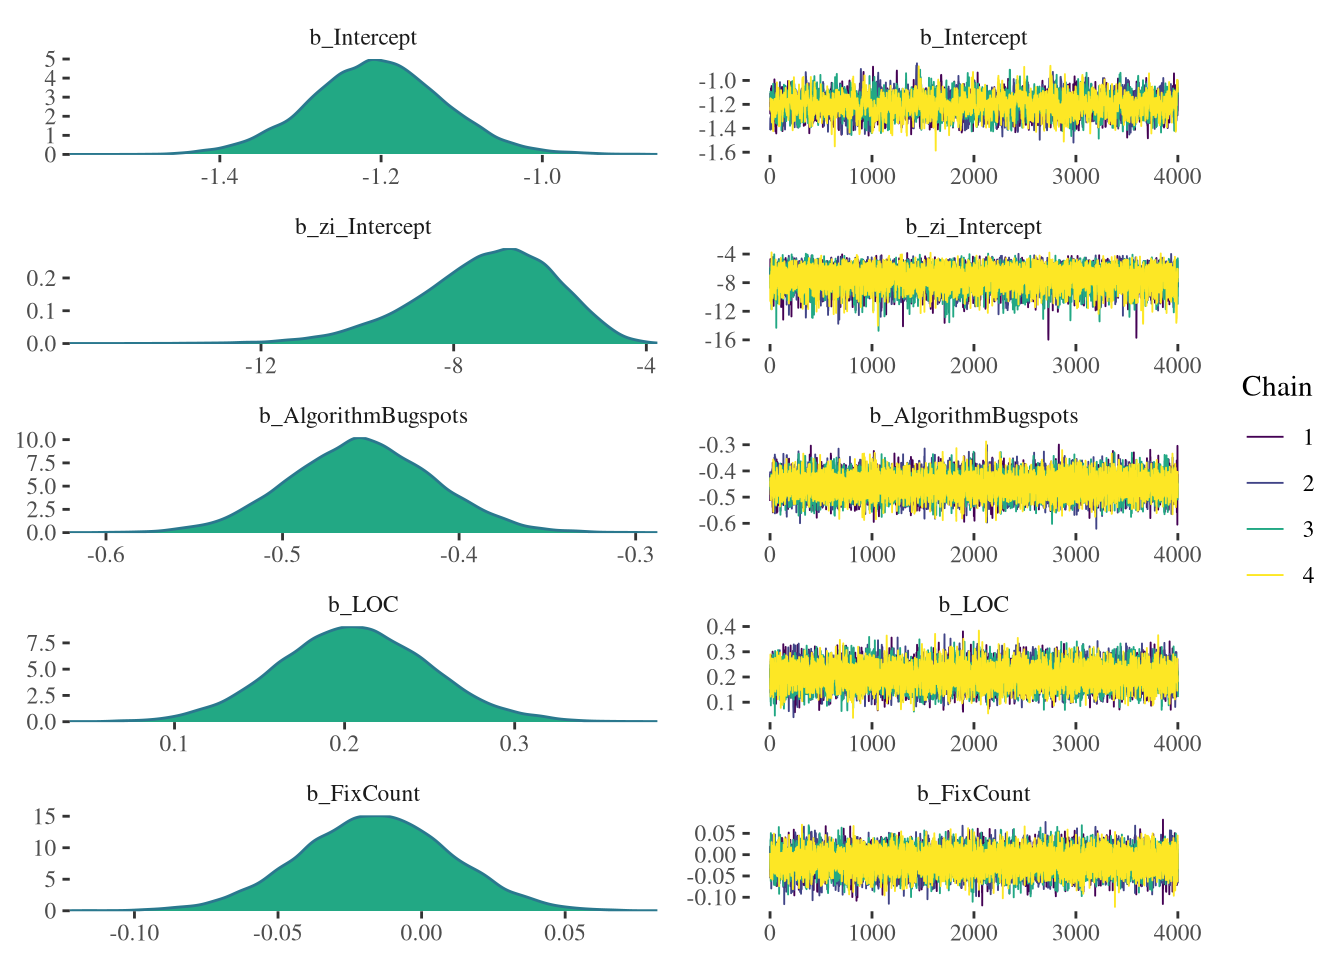 b_Intercept
5
4
3
2
1
0
-1.4 -1.2 -1.0
b_Intercept
-1.0
-1.2
-1.4
-1.6
0 1000 2000 3000 4000
b_zi_Intercept
0.2
0.1
0.0
-12 -8 -4
b_zi_Intercept
-4
-8
-12
-16
0 1000 2000 3000 4000
b_AlgorithmBugspots
10.0
7.5
5.0
2.5
0.0
-0.6 -0.5 -0.4 -0.3
b_AlgorithmBugspots
-0.3
-0.4
-0.5
-0.6
0 1000 2000 3000 4000
b_LOC
7.5
5.0
2.5
0.0
0.1 0.2 0.3
b_LOC
0.4
0.3
0.2
0.1
0 1000 2000 3000 4000
b_FixCount
15
10
5
0
-0.10 -0.05 0.00 0.05
b_FixCount
0.05
0.00
-0.05
-0.10
0 1000 2000 3000 4000
Chain
1
2
3
4